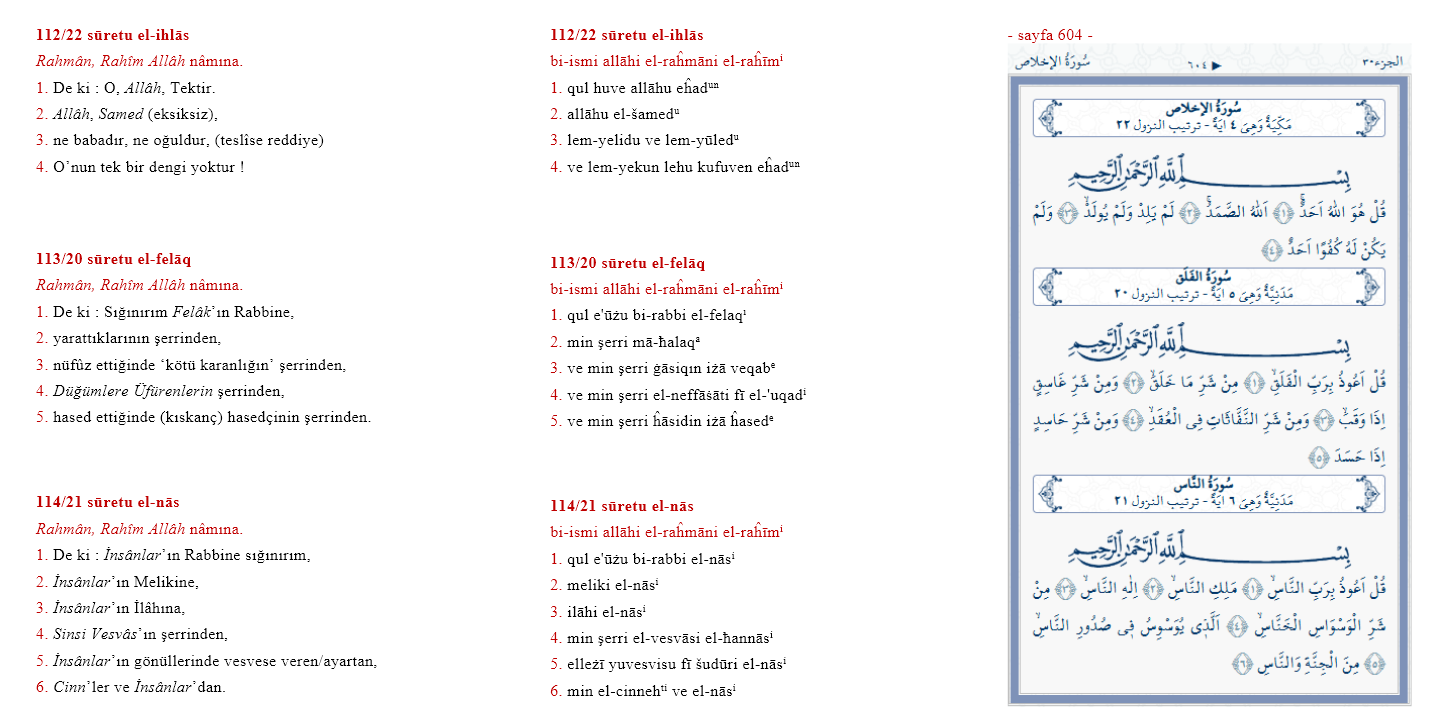 112/22 sūretu el-ihlās
Rahmân, Rahîm Allâh nâmına.
1. De ki : O, Allâh, Tektir.
2. Allâh, Samed (eksiksiz),
3. ne babadır, ne oğuldur, (teslîse reddiye)
4. O’nun tek bir dengi yoktur !
113/20 sūretu el-felāq
Rahmân, Rahîm Allâh nâmına.
1. De ki : Sığınırım Felâk’ın Rabbine,
2. yarattıklarının şerrinden,
3. nüfûz ettiğinde ‘kötü karanlığın’ şerrinden,
4. Düğümlere Üfürenlerin şerrinden,
5. hased ettiğinde (kıskanç) hasedçinin şerrinden.
114/21 sūretu el-nās
Rahmân, Rahîm Allâh nâmına.
1. De ki : İnsânlar’ın Rabbine sığınırım,
2. İnsânlar’ın Melikine,
3. İnsânlar’ın İlâhına,
4. Sinsi Vesvâs’ın şerrinden,
5. İnsânlar’ın gönüllerinde vesvese veren/ayartan,
6. Cinn’ler ve İnsânlar’dan.
112/22 sūretu el-ihlās
bi-ismi allāhi el-raĥmāni el-raĥīmⁱ
1. qul huve allāhu eĥadᵘⁿ
2. allāhu el-šamedᵘ
3. lem-yelidu ve lem-yūledᵘ
4. ve lem-yekun lehu kufuven eĥadᵘⁿ
113/20 sūretu el-felāq
bi-ismi allāhi el-raĥmāni el-raĥīmⁱ
1. qul e'ūżu bi-rabbi el-felaqᶦ
2. min şerri mā-ħalaqᵃ
3. ve min şerri ġāsiqın iżā veqabᵉ
4. ve min şerri el-neffāṡāti fī el-'uqadⁱ
5. ve min şerri ĥāsidin iżā ĥasedᵉ
114/21 sūretu el-nās
bi-ismi allāhi el-raĥmāni el-raĥīmⁱ
1. qul e'ūżu bi-rabbi el-nāsⁱ
2. meliki el-nāsⁱ
3. ilāhi el-nāsⁱ
4. min şerri el-vesvāsi el-ħannāsⁱ
5. elleżī yuvesvisu fī šudūri el-nāsⁱ
6. min el-cinnehᵗⁱ ve el-nāsⁱ
- sayfa 604 -
الجزء٣٠ ◀ ٦٠٤ سُورَةُ الإخلاص
سُورَةُ الإخلاص
مَكِّيَّةٌ وَهِيَ ٤ ايَةً - ترتيب النزول ٢٢
بِسْمِ اللّٰهِ الرَّحْمٰنِ الرَّحِيمِ
قُلْ هُوَ اللّٰهُ اَحَدٌۚ ﴿١﴾ اَللّٰهُ الصَّمَدُۚ ﴿٢﴾ لَمْ يَلِدْ وَلَمْ يُولَدْۙ ﴿٣﴾ وَلَمْ
يَكُنْ لَهُ كُفُوًا اَحَدٌ ﴿٤﴾
سُورَةُ الفَلَق
مَدَنِيَّةٌ وَهِيَ ٥ ايَةً - ترتيب النزول ٢٠
بِسْمِ اللّٰهِ الرَّحْمٰنِ الرَّحِيمِ
قُلْ اَعُوذُ بِرَبِّ الْفَلَقِۙ ﴿١﴾ مِنْ شَرِّ مَا خَلَقَۙ ﴿٢﴾ وَمِنْ شَرِّ غَاسِقٍ
اِذَا وَقَبَۙ ﴿٣﴾ وَمِنْ شَرِّ النَّفَّاثَاتِ فِى الْعُقَدِۙ ﴿٤﴾ وَمِنْ شَرِّ حَاسِدٍ
اِذَا حَسَدَ ﴿٥﴾
سُورَةُ النَّاس
مَدَنِيَّةٌ وَهِيَ ٦ ايَةً - ترتيب النزول ٢١
بِسْمِ اللّٰهِ الرَّحْمٰنِ الرَّحِيمِ
قُلْ اَعُوذُ بِرَبِّ النَّاسِۙ ﴿١﴾ مَلِكِ النَّاسِۙ ﴿٢﴾ اِلٰهِ النَّاسِۙ ﴿٣﴾ مِنْ
شَرِّ الْوَسْوَاسِ الْخَنَّاسِۙ ﴿٤﴾ اَلَّذِى يُوَسْوِسُ فِى صُدُورِ النَّاسِۙ
﴿٥﴾ مِنَ الْجِنَّةِ وَالنَّاسِ ﴿٦﴾